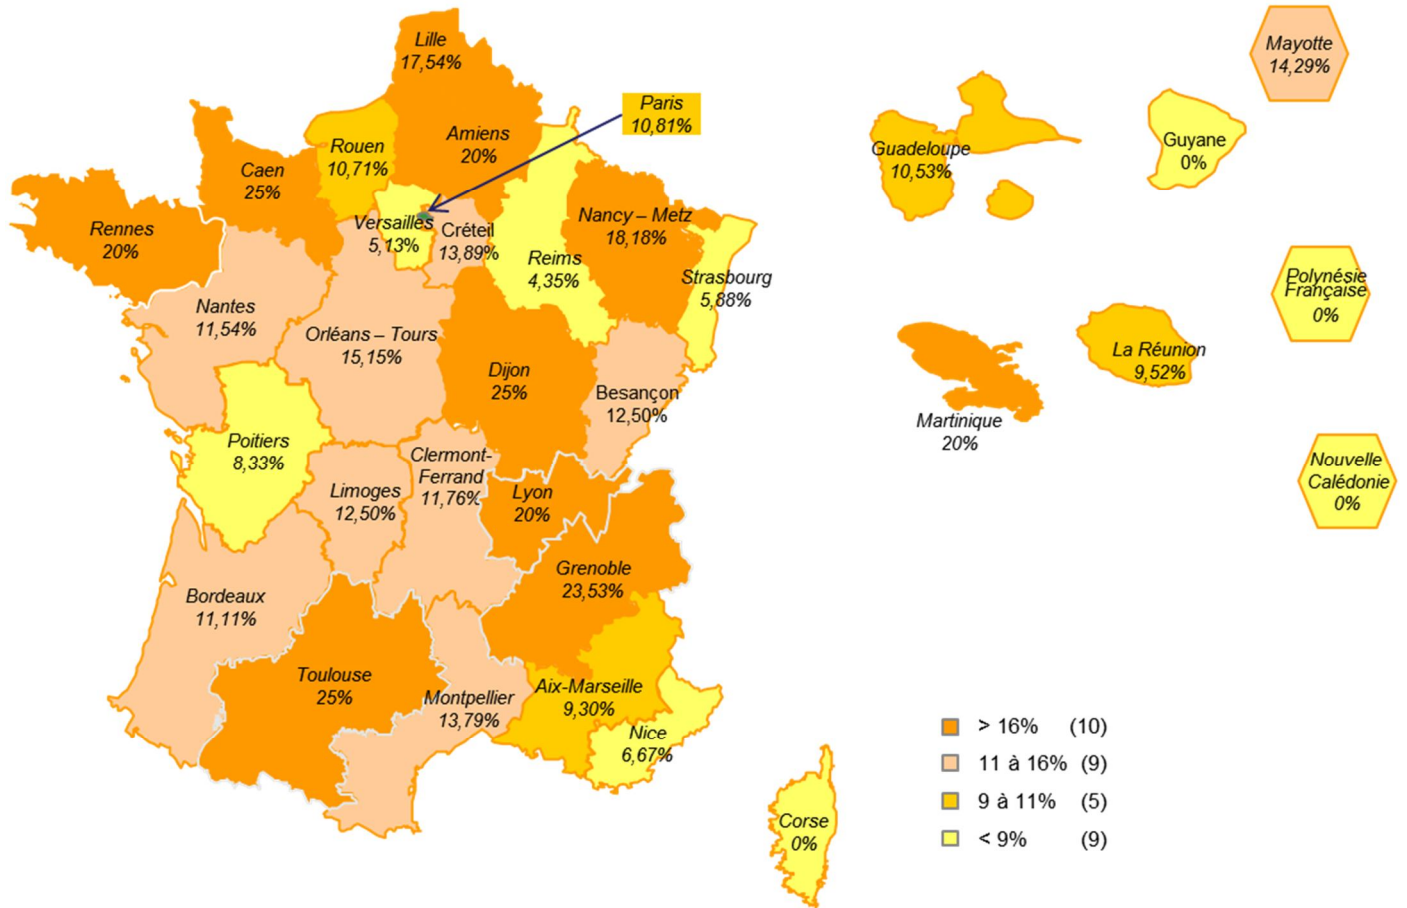 Lille
17,54%
Paris
10,81%
Amiens
20%
Rouen
10,71%
Caen
25%
Rennes
20%
Versailles
5,13%
Créteil
13,89%
Nancy – Metz
18,18%
Reims
4,35%
Strasbourg
5,88%
Nantes
11,54%
Orléans – Tours
15,15%
Dijon
25%
Besançon
12,50%
Poitiers
8,33%
Limoges
12,50%
Clermont-
Ferrand
11,76%
Lyon
20%
Grenoble
23,53%
Bordeaux
11,11%
Toulouse
25%
Montpellier
13,79%
Aix-Marseille
9,30%
Nice
6,67%
Corse
0%
Guadeloupe
10,53%
Guyane
0%
Mayotte
14,29%
Polynésie
Française
0%
La Réunion
9,52%
Martinique
20%
Nouvelle
Calédonie
0%
> 16% (10)
11 à 16% (9)
9 à 11% (5)
< 9% (9)